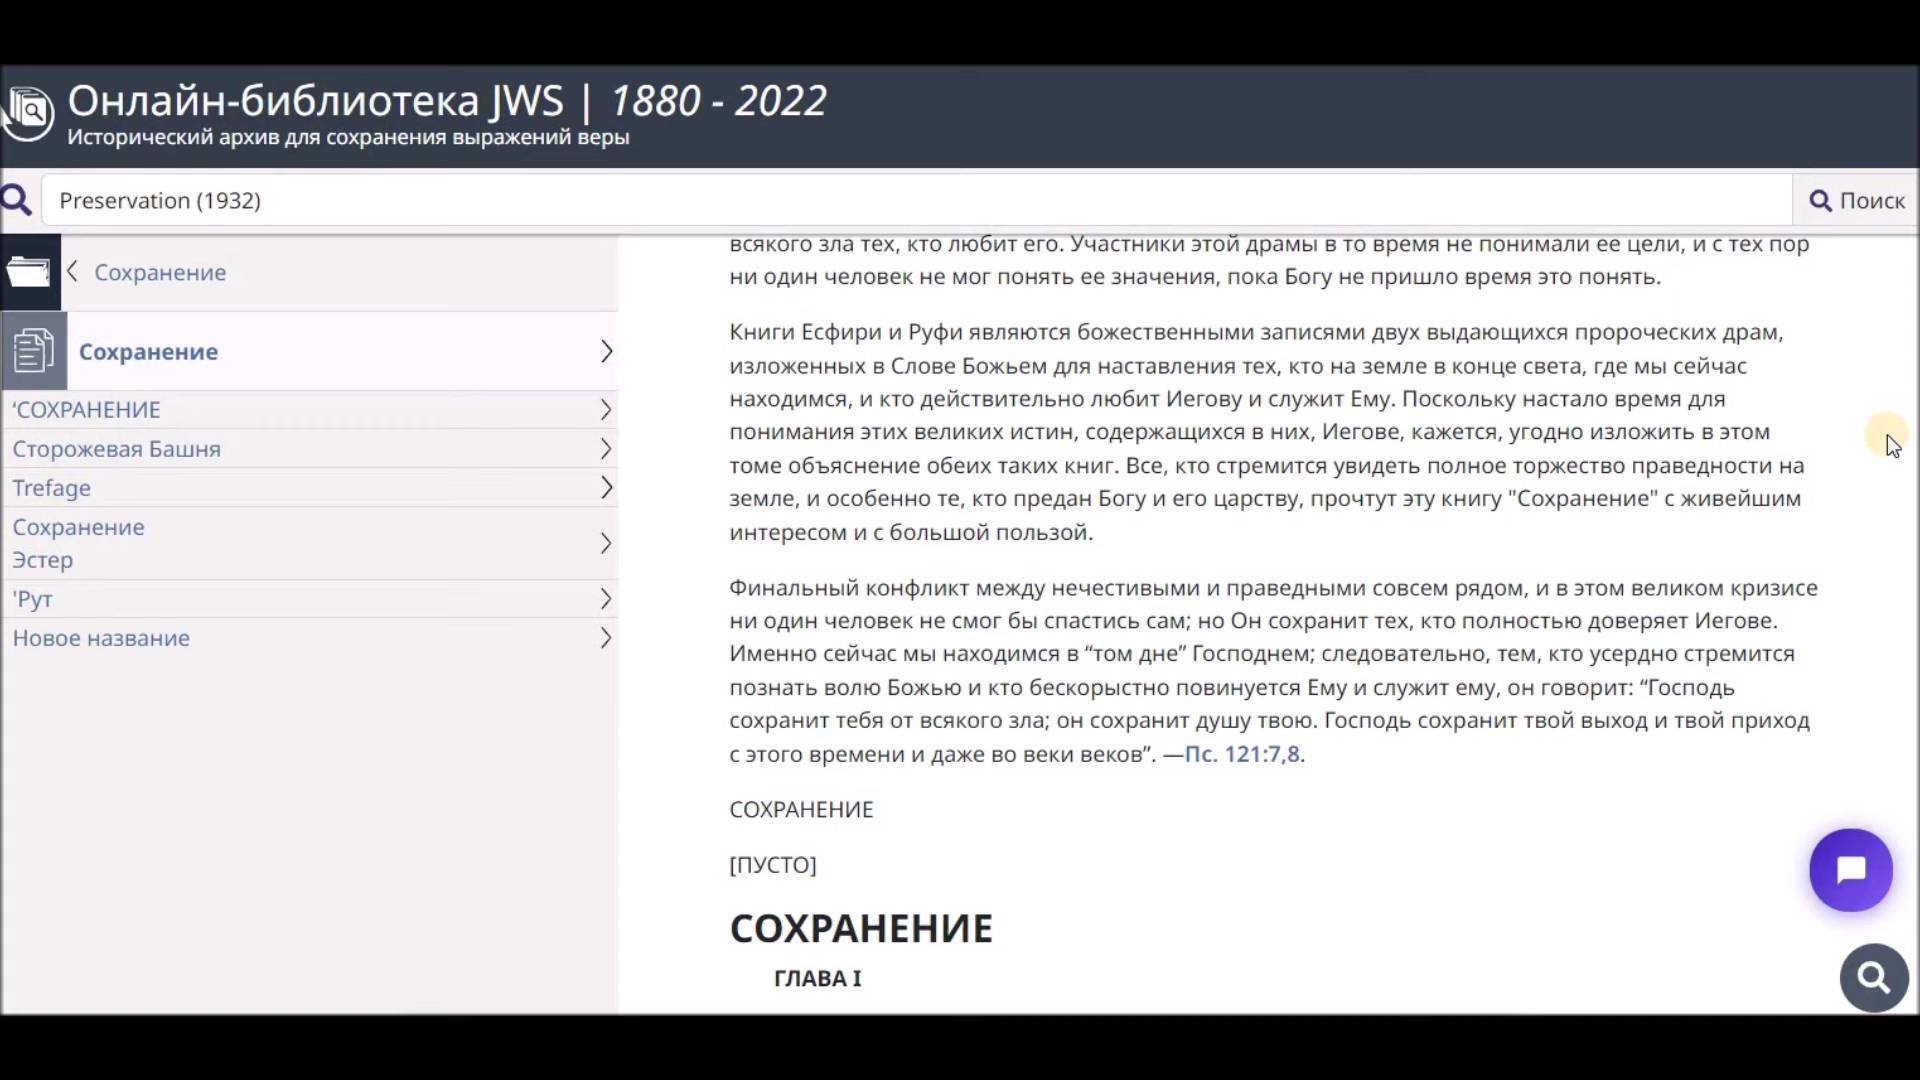 Онлайн-библиотека JWS | 1880 - 2022
Исторический архив для сохранения выражений веры
Preservation (1932)
Поиск
Сохранение
Сохранение
‘СОХРАНЕНИЕ
Сторожевая Башня
Trefage
Сохранение
Эстер
'Рут
Новое название
всякого зла тех, кто любит его. Участники этой драмы в то время не понимали ее цели, и с тех пор
ни один человек не мог понять ее значения, пока Богу не пришло время это понять.
Книги Есфири и Руфи являются божественными записями двух выдающихся пророческих драм,
изложенных в Слове Божьем для наставления тех, кто на земле в конце света, где мы сейчас
находимся, и кто действительно любит Иегову и служит Ему. Поскольку настало время для
понимания этих великих истин, содержащихся в них, Иегове, кажется, угодно изложить в этом
томе объяснение обеих таких книг. Все, кто стремится увидеть полное торжество праведности на
земле, и особенно те, кто предан Богу и его царству, прочтут эту книгу "Сохранение" с живейшим
интересом и с большой пользой.
Финальный конфликт между нечестивыми и праведными совсем рядом, и в этом великом кризисе
ни один человек не смог бы спастись сам; но Он сохранит тех, кто полностью доверяет Иегове.
Именно сейчас мы находимся в “том дне” Господнем; следовательно, тем, кто усердно стремится
познать волю Божью и кто бескорыстно повинуется Ему и служит ему, он говорит: “Господь
сохранит тебя от всякого зла; он сохранит душу твою. Господь сохранит твой выход и твой приход
с этого времени и даже во веки веков”. —Пс. 121:7,8.
СОХРАНЕНИЕ
[ПУСТО]
СОХРАНЕНИЕ
ГЛАВА I